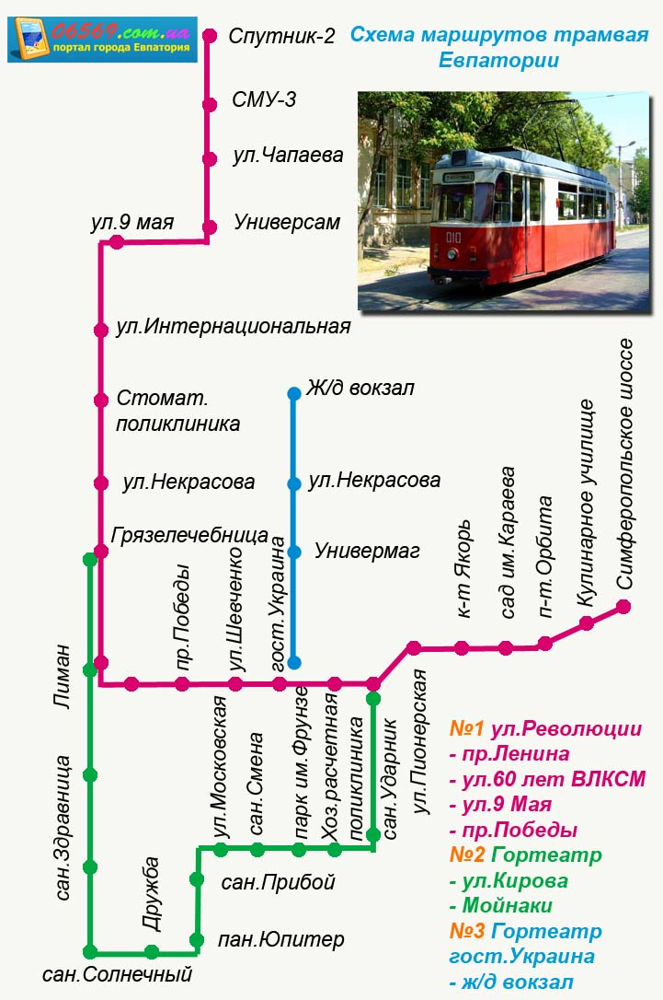 06569.com.ua
портал города Евпатория
Схема маршрутов трамвая
Евпатории
Спутник-2
СМУ-3
ул.Чапаева
Универсам
ул.9 мая
ул.Интернациональная
Стомат.
поликлиника
ул.Некрасова
Грязелечебница
Ж/д вокзал
ул.Некрасова
Универмаг
010
пр.Победы
ул.Шевченко
гост.Украина
к-т Якорь
сад им.Караева
п-т.Орбита
Кулинарное училище
Симферопольское шоссе
Лиман
сан.Здравница
сан.Солнечный
Дружба
пан.Юпитер
сан.Прибой
ул.Московская
сан.Смена
парк им.Фрунзе
Хоз.расчетная
поликлиника
сан.Ударник
ул.Пионерская
№1 ул.Революции
- пр.Ленина
- ул.60 лет ВЛКСМ
- ул.9 Мая
- пр.Победы
№2 Гортеатр
- ул.Кирова
- Мойнаки
№3 Гортеатр
гост.Украина
- ж/д вокзал